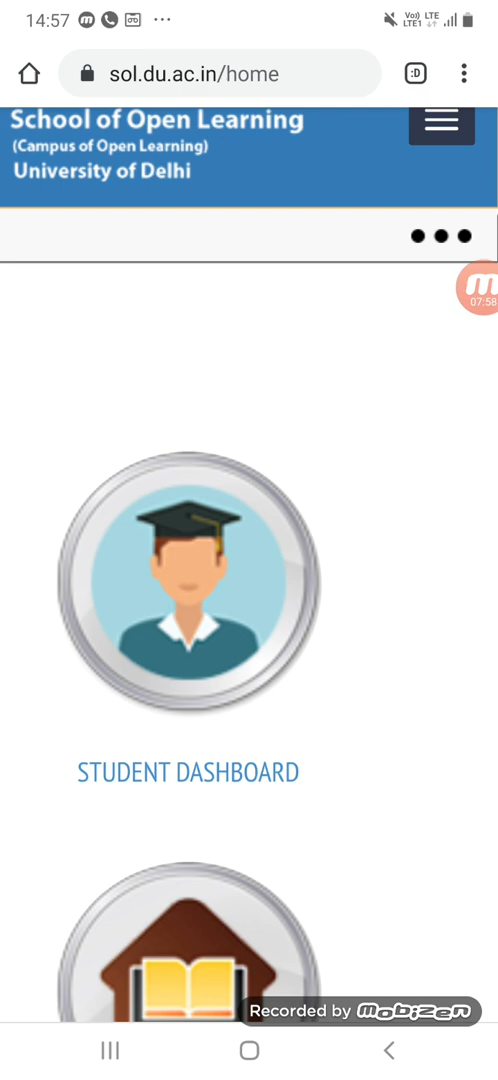 14:57
Vo) LTE
LTE1
sol.du.ac.in/home
:D
School of Open Learning
(Campus of Open Learning)
University of Delhi
07:58
STUDENT DASHBOARD
Recorded by mobizen